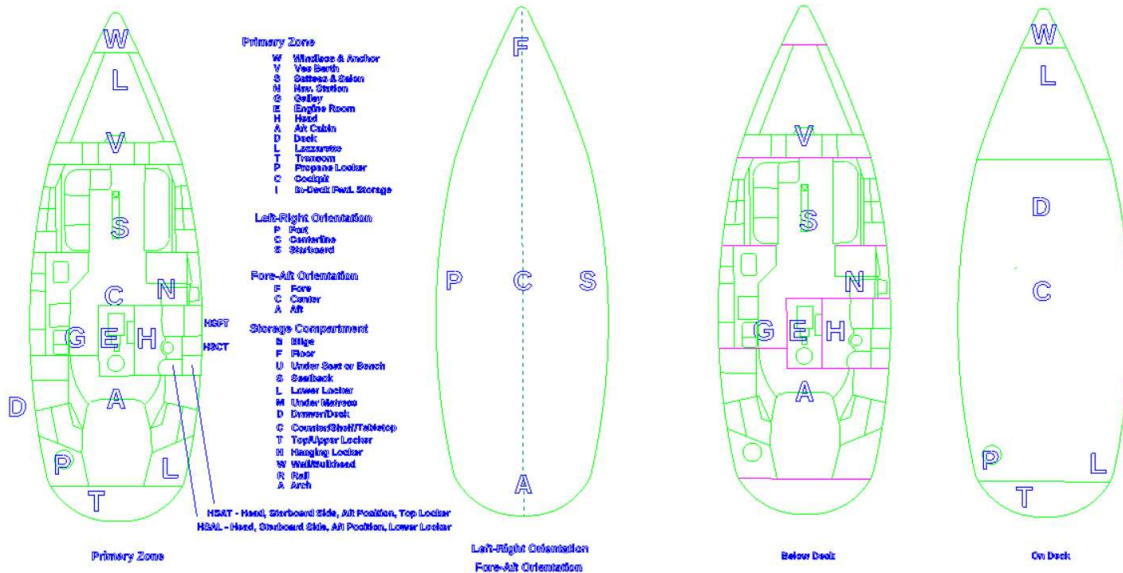 W
L
V
S
C
N
G
E
H
A
D
P
L
T
HSFT
HSCT
Primary Zone
W Windlass & Anchor
V Vee Berth
S Settees & Salon
N Nav. Station
G Galley
E Engine Room
H Head
A Aft Cabin
D Deck
L Lazzarette
T Transom
P Propane Locker
C Cockpit
I In-Deck Fwd. Storage
Left-Right Orientation
P Port
C Centerline
S Starboard
Fore-Aft Orientation
F Fore
C Center
A Aft
Storage Compartment
B Bilge
F Floor
U Under Seat or Bench
S Seatback
L Lower Locker
M Under Matress
D Drawer/Desk
C Counter/Shelf/Tabletop
T Top/Upper Locker
H Hanging Locker
W Wall/Bulkhead
R Rail
A Arch
HSAT - Head, Starboard Side, Aft Position, Top Locker
HSAL - Head, Starboard Side, Aft Position, Lower Locker
Primary Zone
F
P C S
A
Left-Right Orientation
Fore-Aft Orientation
V
S
N
G E H
A
Below Deck
W
L
D
C
P L
T
On Deck